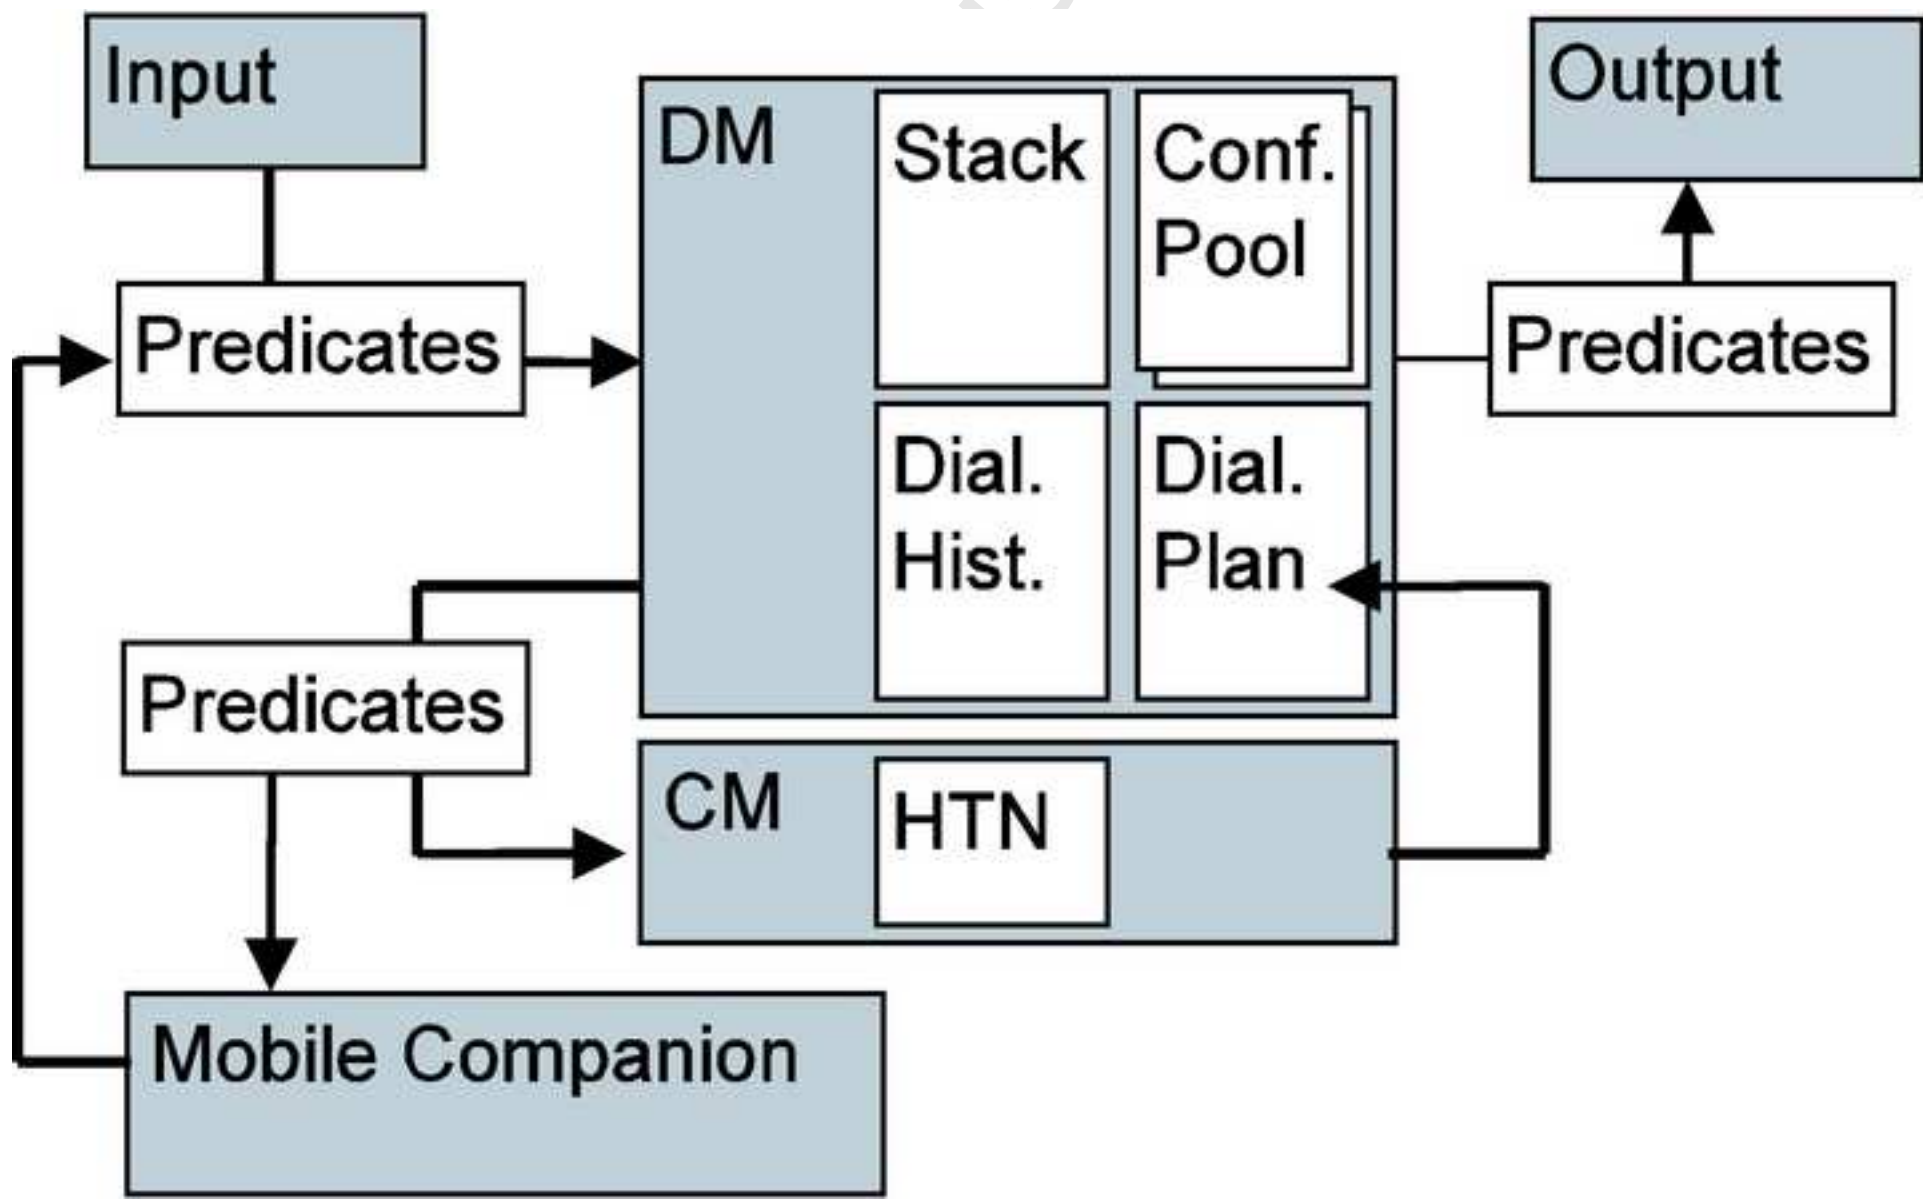 Input
DM
Stack
Conf.
Pool
Output
Predicates
Predicates
Dial.
Hist.
Dial.
Plan
Predicates
CM
HTN
Mobile Companion